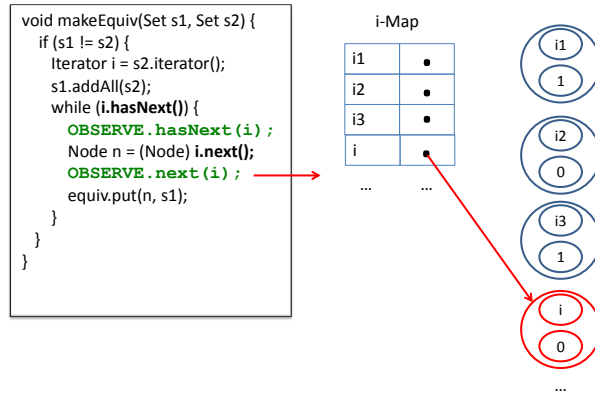 void makeEquiv(Set s1, Set s2) {
if (s1 != s2) {
Iterator i = s2.iterator();
s1.addAll(s2);
while (i.hasNext()) {
OBSERVE.hasNext(i);
Node n = (Node) i.next();
OBSERVE.next(i);
equiv.put(n, s1);
}
}
}
i-Map
i1
i2
i3
i
... ...
i1
1
i2
0
i3
1
i
0
...